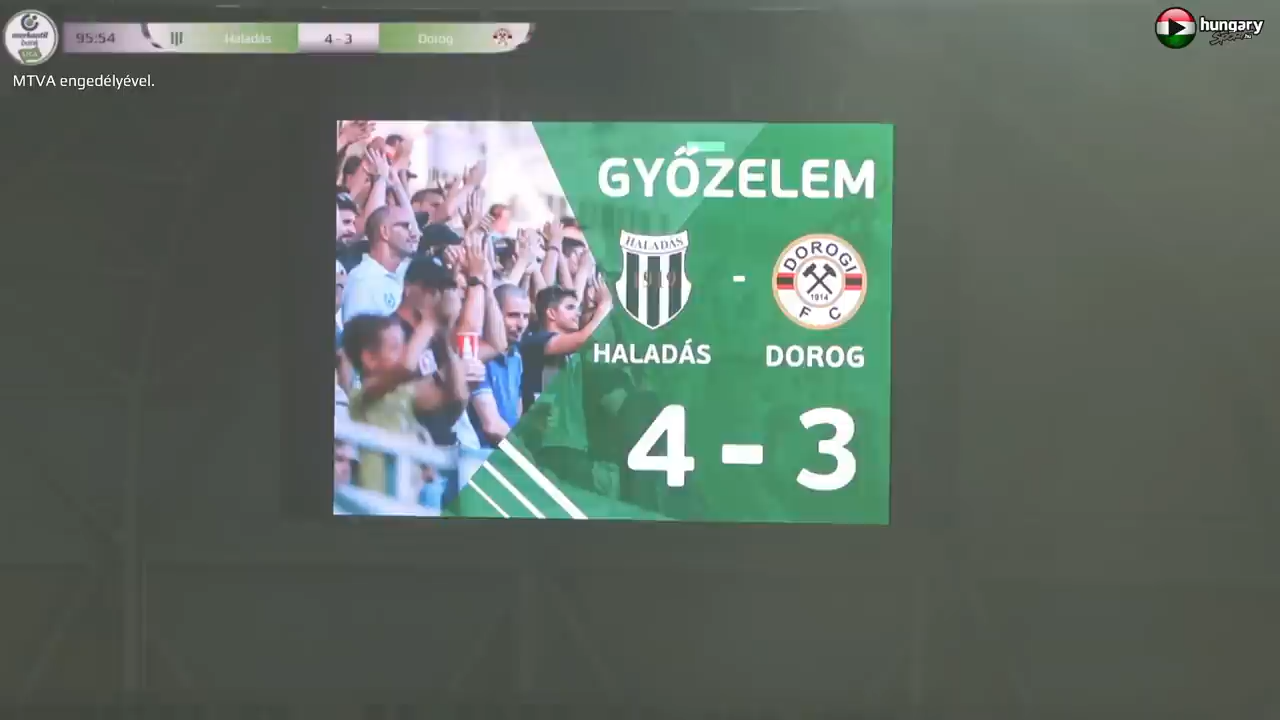 95:54
Haladás
4-3
Dorog
hungary
MTVA engedélyével.
GYŐZELEM
HALADÁS
1919
-
DOROGI
1914
F C
HALADÁS
DOROG
4 - 3